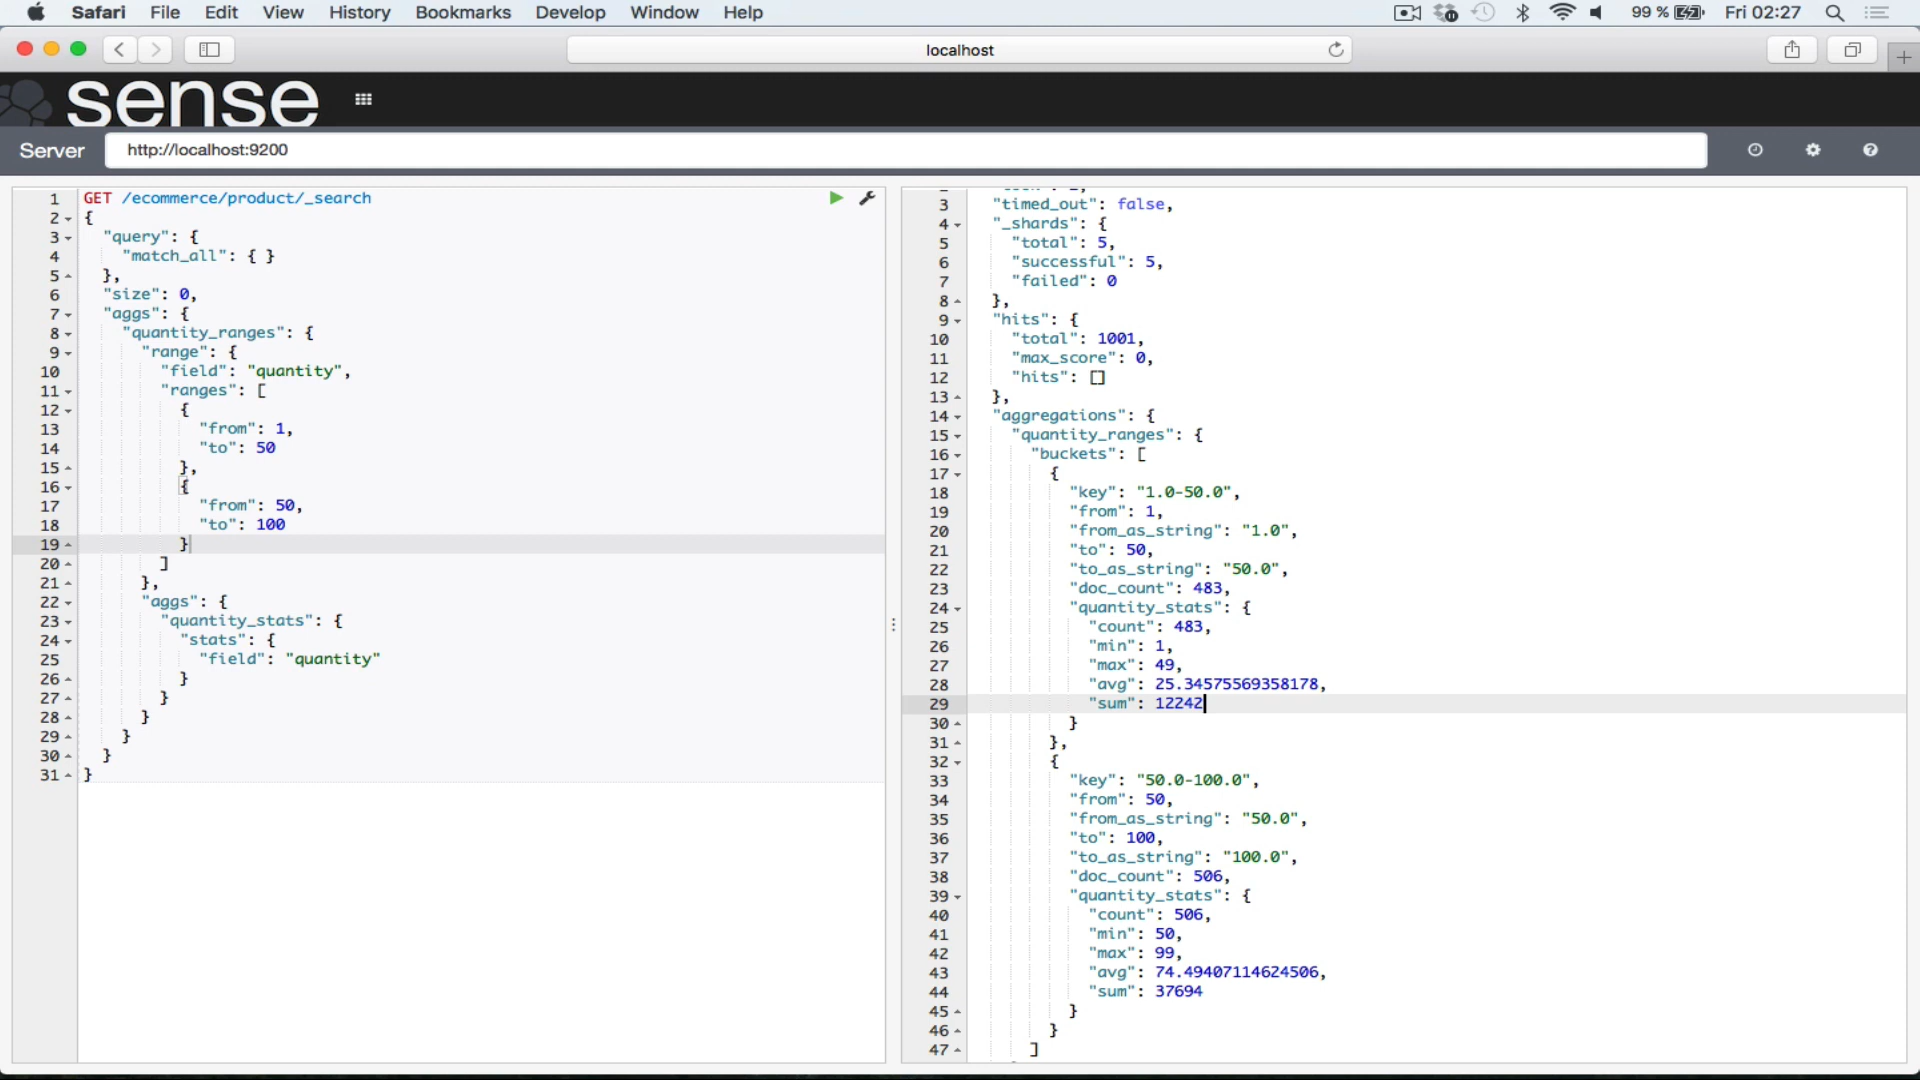 Safari File Edit View History Bookmarks Develop Window Help 99 % Fri 02:27
localhost
sense
Server http://localhost:9200
1 GET /ecommerce/product/_search
2 {
3 "query": {
4 "match_all": { }
5 },
6 "size": 0,
7 "aggs": {
8 "quantity_ranges": {
9 "range": {
10 "field": "quantity",
11 "ranges": [
12 {
13 "from": 1,
14 "to": 50
15 },
16 {
17 "from": 50,
18 "to": 100
19 }
20 ]
21 },
22 "aggs": {
23 "quantity_stats": {
24 "stats": {
25 "field": "quantity"
26 }
27 }
28 }
29 }
30 }
31 }
3 "timed_out": false,
4 "_shards": {
5 "total": 5,
6 "successful": 5,
7 "failed": 0
8 },
9 "hits": {
10 "total": 1001,
11 "max_score": 0,
12 "hits": []
13 },
14 "aggregations": {
15 "quantity_ranges": {
16 "buckets": [
17 {
18 "key": "1.0-50.0",
19 "from": 1,
20 "from_as_string": "1.0",
21 "to": 50,
22 "to_as_string": "50.0",
23 "doc_count": 483,
24 "quantity_stats": {
25 "count": 483,
26 "min": 1,
27 "max": 49,
28 "avg": 25.34575569358178,
29 "sum": 12242
30 }
31 },
32 {
33 "key": "50.0-100.0",
34 "from": 50,
35 "from_as_string": "50.0",
36 "to": 100,
37 "to_as_string": "100.0",
38 "doc_count": 506,
39 "quantity_stats": {
40 "count": 506,
41 "min": 50,
42 "max": 99,
43 "avg": 74.49407114624506,
44 "sum": 37694
45 }
46 }
47 ]